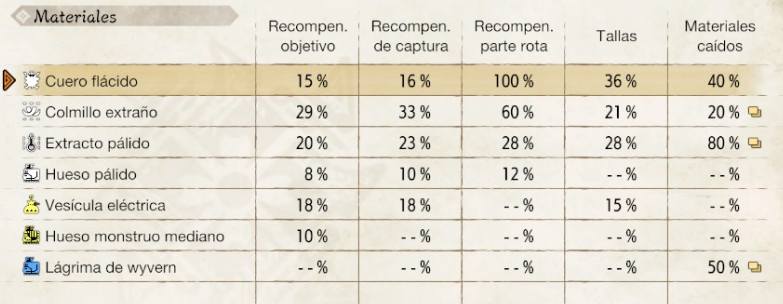 Materiales
Recompen. objetivo Recompen. de captura Recompen. parte rota Tallas Materiales caídos
Cuero flácido 15 % 16 % 100 % 36 % 40 %
Colmillo extraño 29 % 33 % 60 % 21 % 20 %
Extracto pálido 20 % 23 % 28 % 28 % 80 %
Hueso pálido 8 % 10 % 12 % - - % - - %
Vesícula eléctrica 18 % 18 % - - % 15 % - - %
Hueso monstruo mediano 10 % - - % - - % - - % - - %
Lágrima de wyvern - - % - - % - - % - - % 50 %